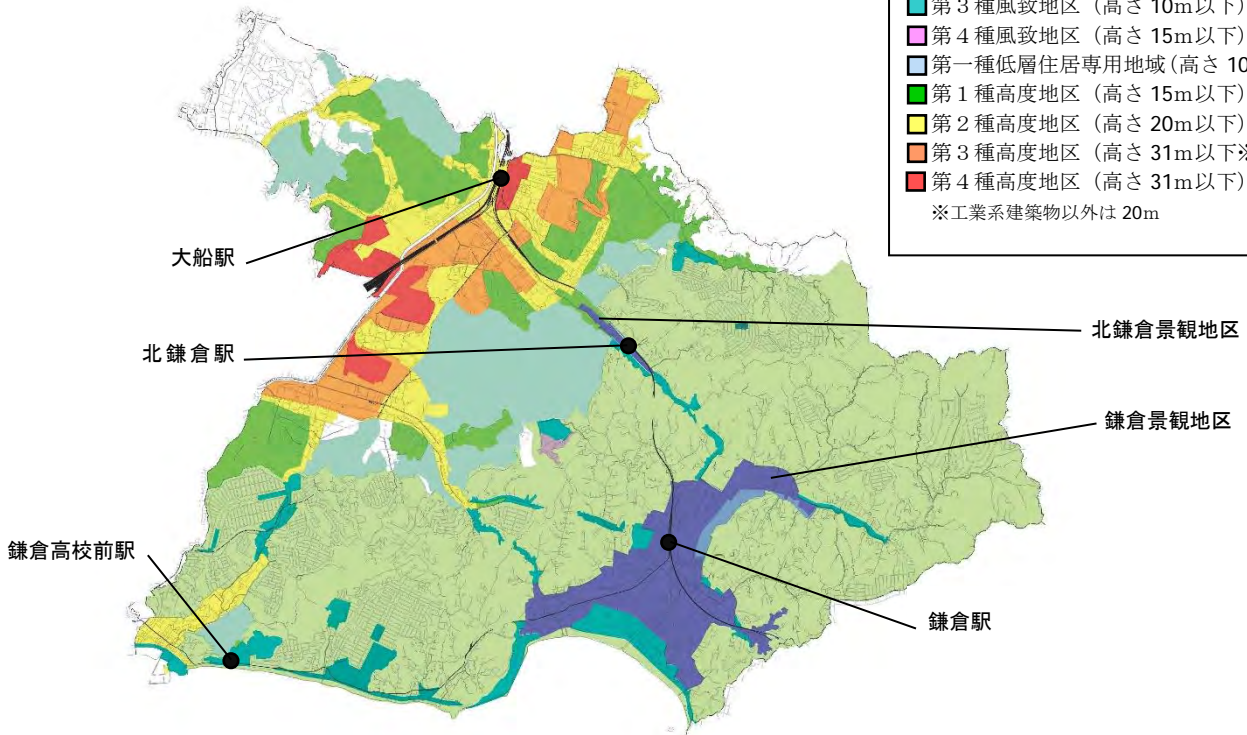 第３種風致地区（高さ 10ｍ以下）
第４種風致地区（高さ 15ｍ以下）
第一種低層住居専用地域（高さ 10
第１種高度地区（高さ 15ｍ以下）
第２種高度地区（高さ 20ｍ以下）
第３種高度地区（高さ 31ｍ以下※
第４種高度地区（高さ 31ｍ以下）
※工業系建築物以外は 20ｍ
大船駅
北鎌倉景観地区
北鎌倉駅
鎌倉景観地区
鎌倉高校前駅
鎌倉駅